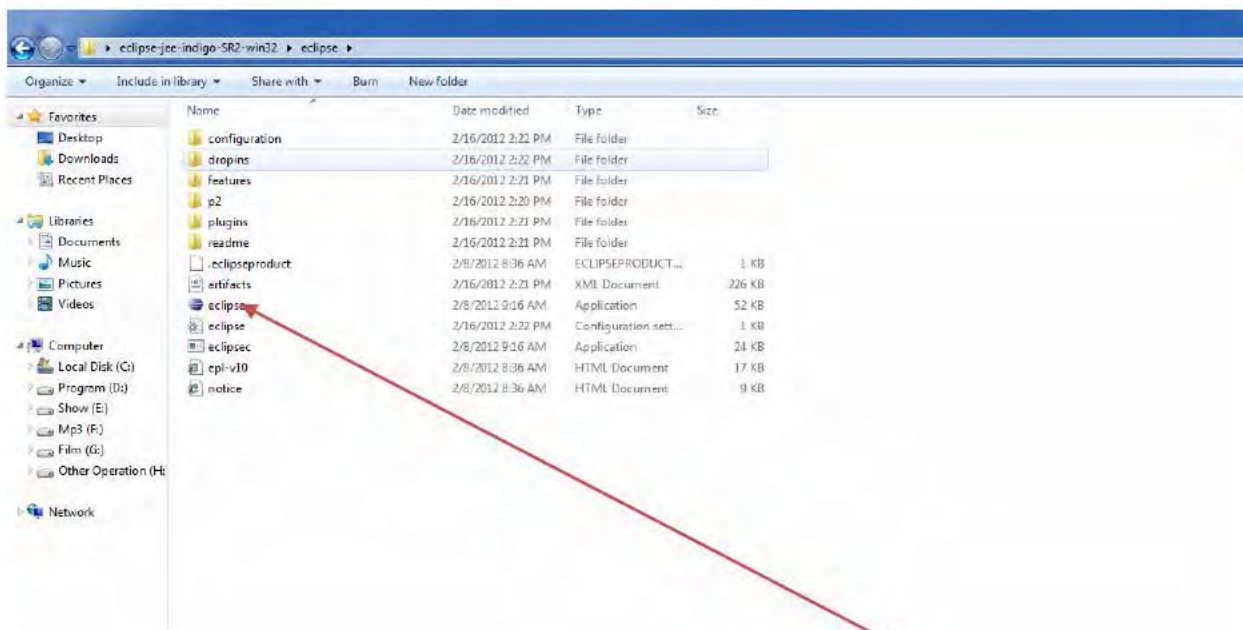 eclipse-jee-indigo-SR2-win32 eclipse
Organize Include in library Share with Burn New folder
Favorites
Desktop
Downloads
Recent Places
Libraries
Documents
Music
Pictures
Videos
Computer
Local Disk (C:)
Program (D:)
Show (E:)
Mp3 (F:)
Film (G:)
Other Operation (H:
Network
Name Date modified Type Size
configuration 2/16/2012 2:22 PM File folder
dropins 2/16/2012 2:22 PM File folder
features 2/16/2012 2:21 PM File folder
p2 2/16/2012 2:20 PM File folder
plugins 2/16/2012 2:21 PM File folder
readme 2/16/2012 2:21 PM File folder
.eclipseproduct 2/8/2012 8:36 AM ECLIPSEPRODUCT... 1 KB
artifacts 2/16/2012 2:21 PM XML Document 226 KB
eclipse 2/8/2012 9:16 AM Application 52 KB
eclipse 2/16/2012 2:22 PM Configuration sett... 1 KB
eclipsec 2/8/2012 9:16 AM Application 24 KB
epl-v10 2/8/2012 8:36 AM HTML Document 17 KB
notice 2/8/2012 8:36 AM HTML Document 9 KB